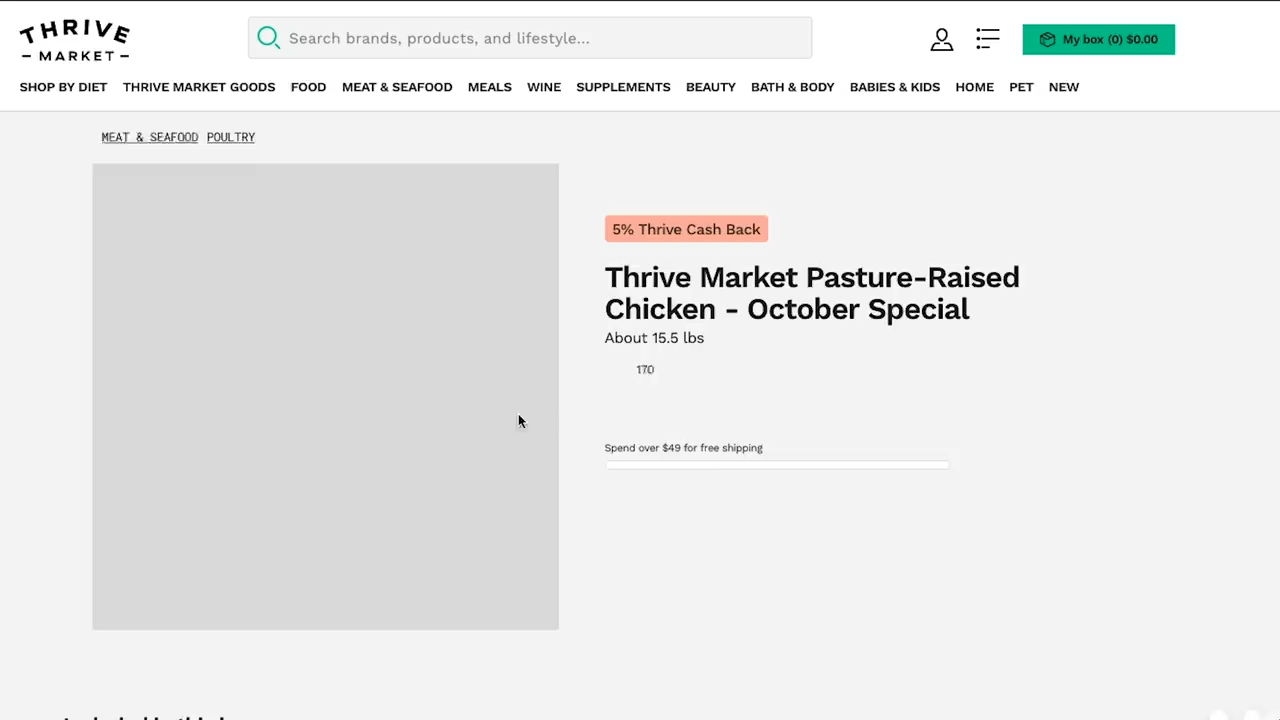 THRIVE
MARKET
Search brands, products, and lifestyle...
My box (0) $0.00
SHOP BY DIET THRIVE MARKET GOODS FOOD MEAT & SEAFOOD MEALS WINE SUPPLEMENTS BEAUTY BATH & BODY BABIES & KIDS HOME PET NEW
MEAT & SEAFOOD POULTRY
5% Thrive Cash Back
Thrive Market Pasture-Raised
Chicken - October Special
About 15.5 lbs
170
Spend over $49 for free shipping